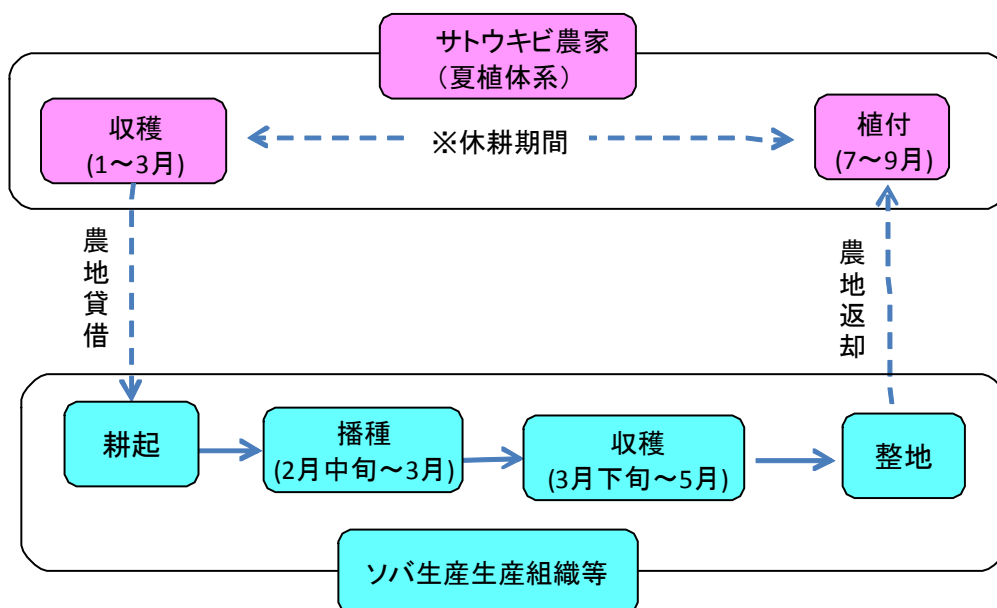 サトウキビ農家
（夏植体系）
収穫
(1～3月)
※休耕期間
植付
(7～9月)
農地貸借
農地返却
耕起
播種
(2月中旬～3月)
収穫
(3月下旬～5月)
整地
ソバ生産生産組織等